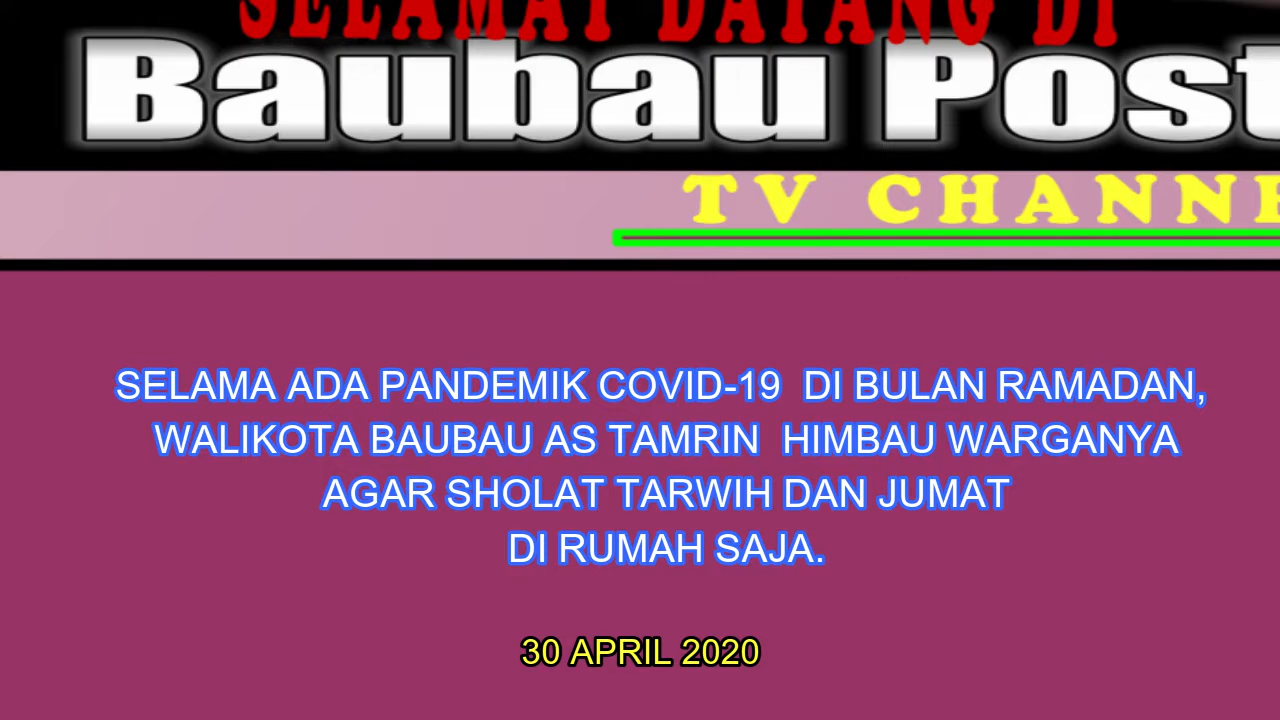 SELAMAT DATANG DI
Baubau Post
TV CHANNE
SELAMA ADA PANDEMIK COVID-19 DI BULAN RAMADAN,
WALIKOTA BAUBAU AS TAMRIN HIMBAU WARGANYA
AGAR SHOLAT TARWIH DAN JUMAT
DI RUMAH SAJA.
30 APRIL 2020